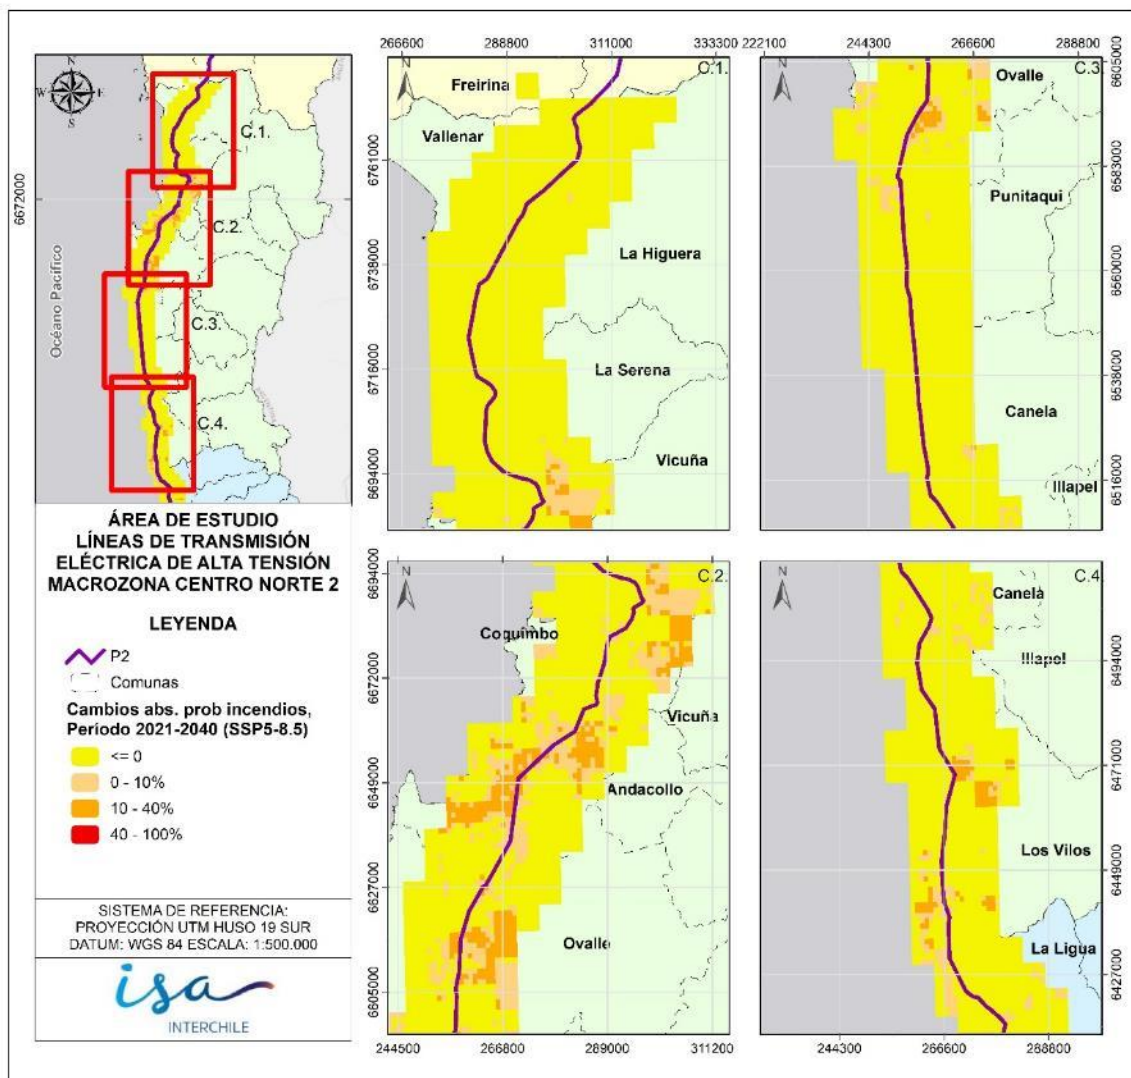 N
W E
S
C.1.
C.2.
C.3.
C.4.
6672000
Océano Pacífico
ÁREA DE ESTUDIO
LÍNEAS DE TRANSMISIÓN
ELÉCTRICA DE ALTA TENSIÓN
MACROZONA CENTRO NORTE 2
LEYENDA
P2
Comunas
Cambios abs. prob incendios,
Período 2021-2040 (SSP5-8.5)
<= 0
0 - 10%
10 - 40%
40 - 100%
SISTEMA DE REFERENCIA:
PROYECCIÓN UTM HUSO 19 SUR
DATUM: WGS 84 ESCALA: 1:500.000
isa
INTERCHILE
266600 288800 311000 333300
N
C.1.
Freirina
Vallenar
La Higuera
La Serena
Vicuña
6761000
6738000
6716000
6694000
222100 244300 266600 288800
N
C.3.
Ovalle
Punitaqui
Canela
Illapel
6605000
6583000
6560000
6538000
6516000
N
C.2.
Coquimbo
Vicuña
Andacollo
Ovalle
6694000
6672000
6649000
6627000
6605000
244500 266800 289000 311200
N
C.4.
Canela
Illapel
Los Vilos
La Ligua
6494000
6471000
6449000
6427000
244300 266600 288800